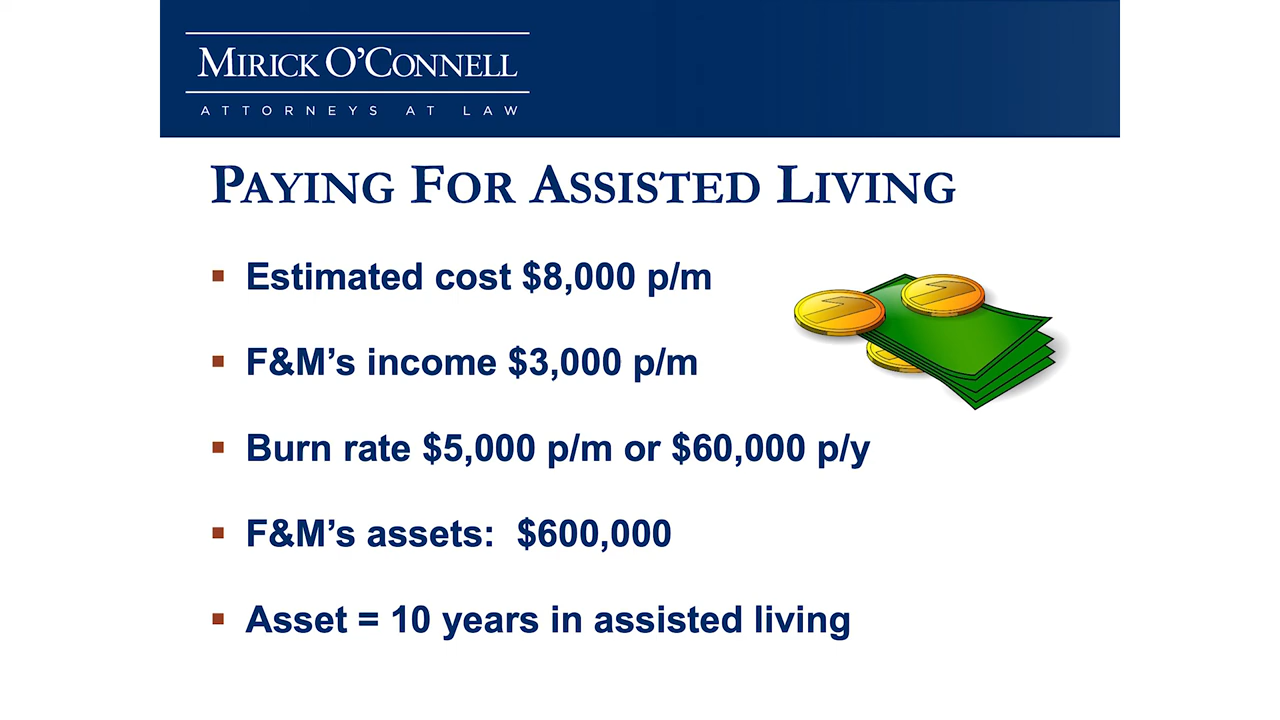 MIRICK O'CONNELL
ATTORNEYS AT LAW
PAYING FOR ASSISTED LIVING
▪ Estimated cost $8,000 p/m
▪ F&M's income $3,000 p/m
▪ Burn rate $5,000 p/m or $60,000 p/y
▪ F&M's assets:  $600,000
▪ Asset = 10 years in assisted living